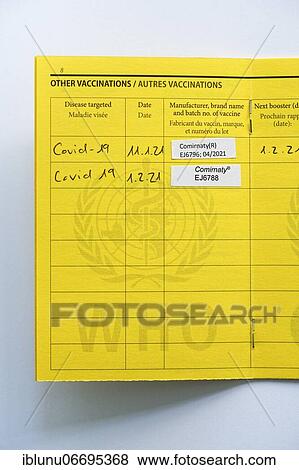 8
OTHER VACCINATIONS / AUTRES VACCINATIONS
Disease targeted
Maladie visée
Date
Date
Manufacturer, brand name
and batch no. of vaccine
Fabricant du vaccin, marque,
et numéro du lot
Next booster (d
Prochain rapp
(date):
Covid-19 11.1.21 Comirnaty(R)
EJ6796; 04/2021 1.2.2
Covid 19 1.2.21 Comirnaty®
EJ6788
FOTOSEARCH
WHO
iblunu06695368 www.fotosearch.com